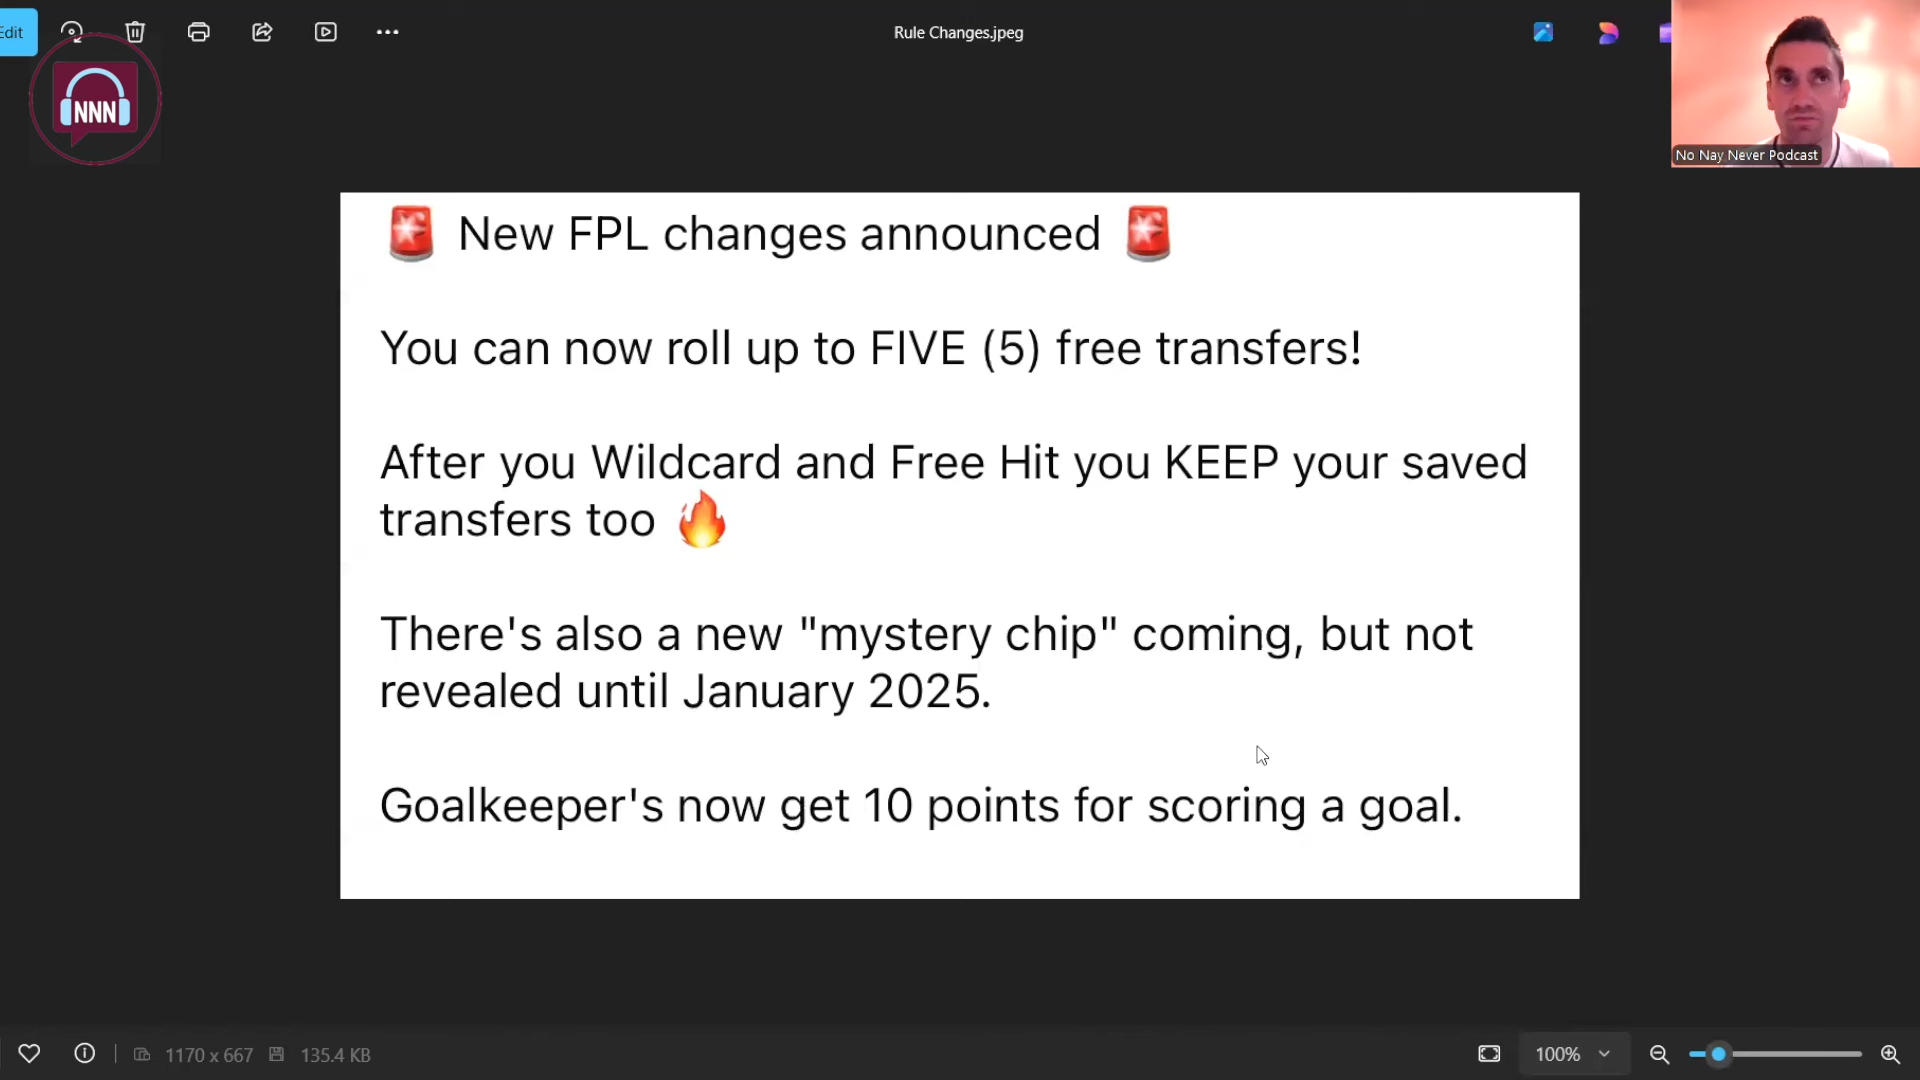 Edit
Rule Changes.jpeg
NNN
No Nay Never Podcast
🚨 New FPL changes announced 🚨
You can now roll up to FIVE (5) free transfers!
After you Wildcard and Free Hit you KEEP your saved
transfers too 🔥
There's also a new "mystery chip" coming, but not
revealed until January 2025.
Goalkeeper's now get 10 points for scoring a goal.
1170 x 667
135.4 KB
100%